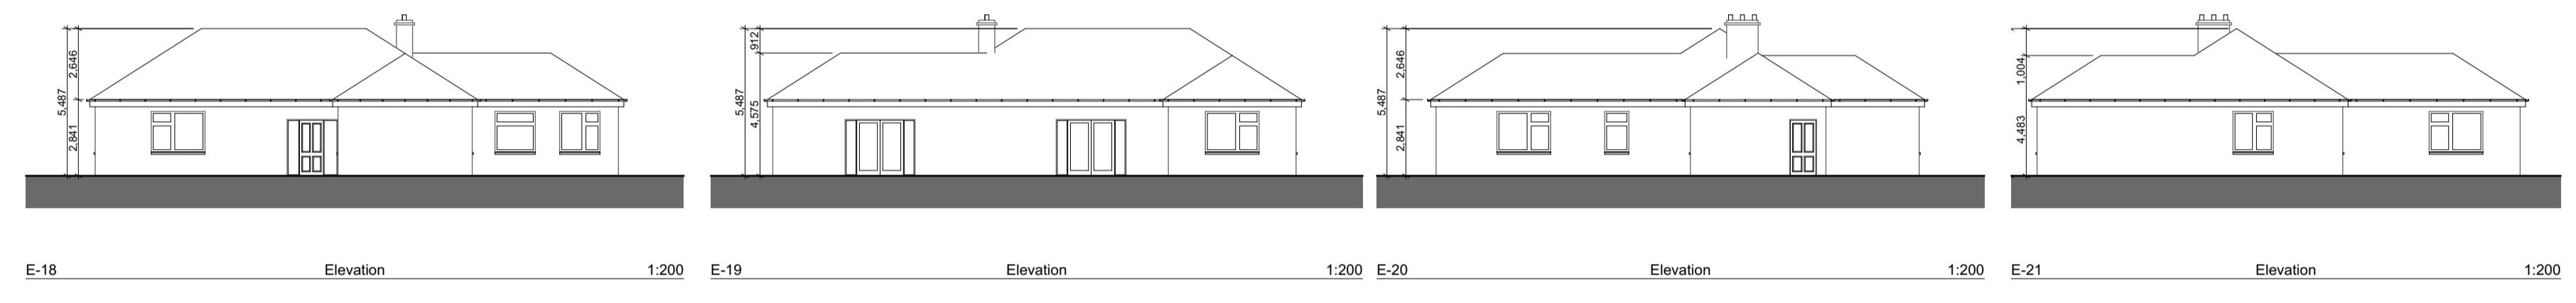 5,487
2,646
2,841
E-18 Elevation 1:200
5,487
912
4,575
E-19 Elevation 1:200
5,487
2,646
2,841
E-20 Elevation 1:200
1,004
4,483
E-21 Elevation 1:200